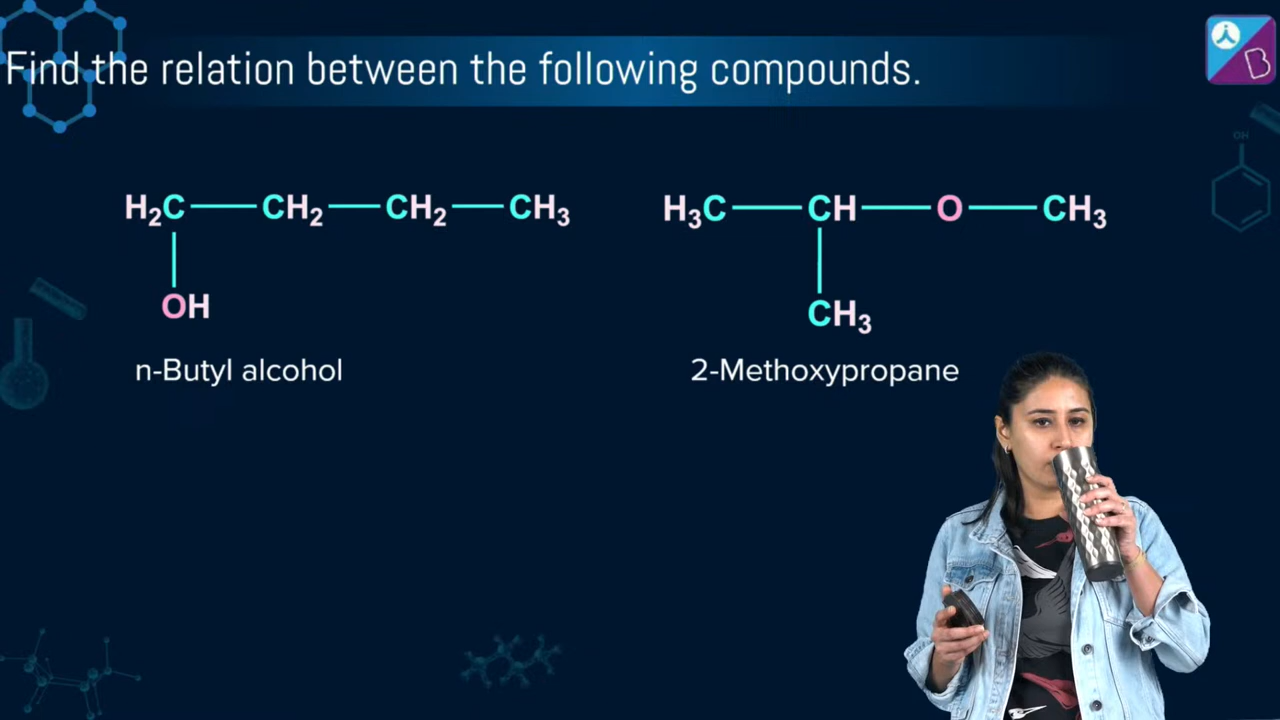 Find the relation between the following compounds.
B
OH
H₂C — CH₂ — CH₂ — CH₃
OH
n-Butyl alcohol
H₃C — CH — O — CH₃
CH₃
2-Methoxypropane